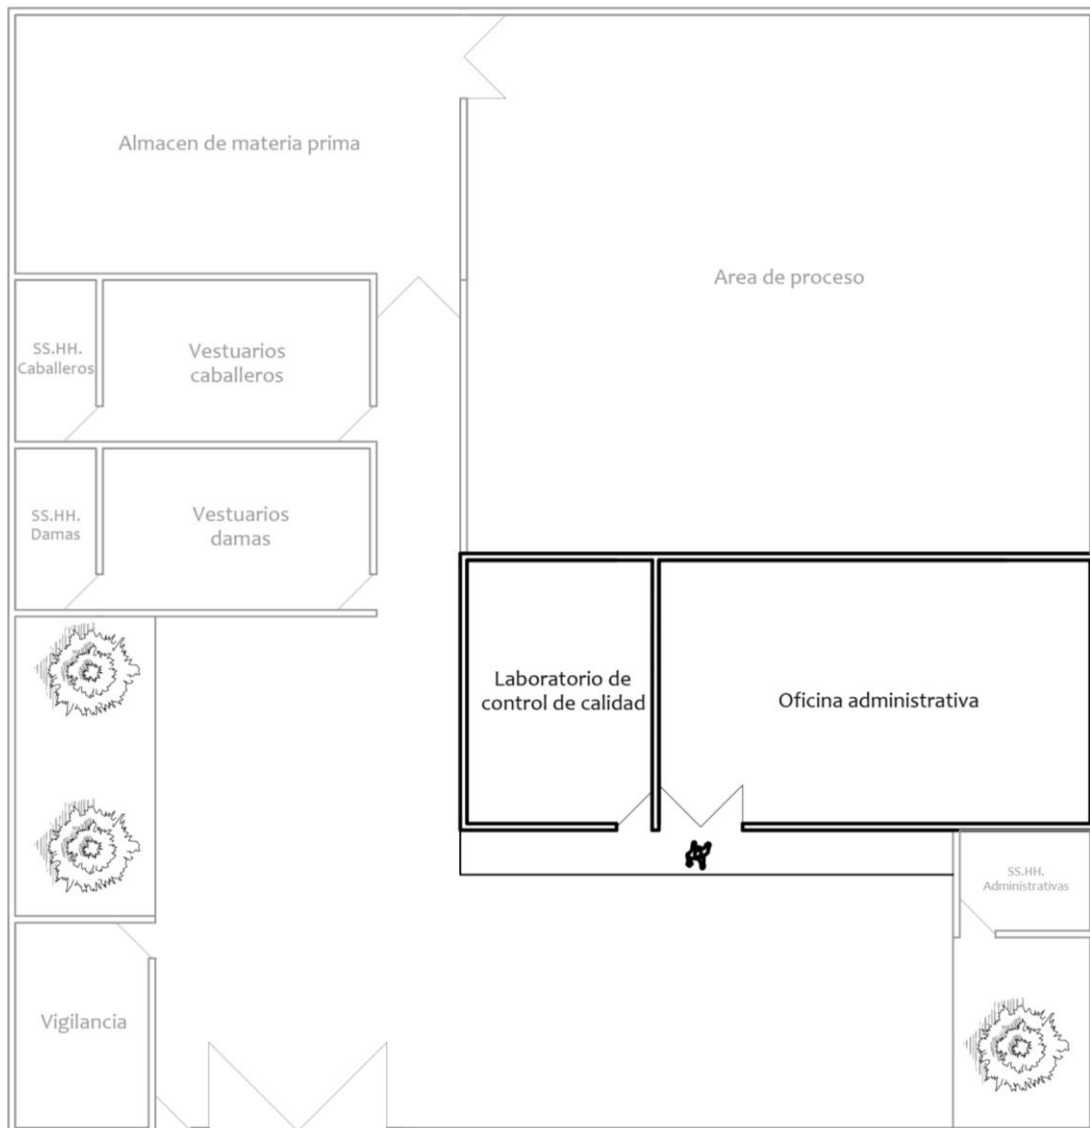 Almacen de materia prima
Area de proceso
SS.HH.
Caballeros
Vestuarios
caballeros
SS.HH.
Damas
Vestuarios
damas
Laboratorio de
control de calidad
Oficina administrativa
SS.HH.
Administrativas
Vigilancia